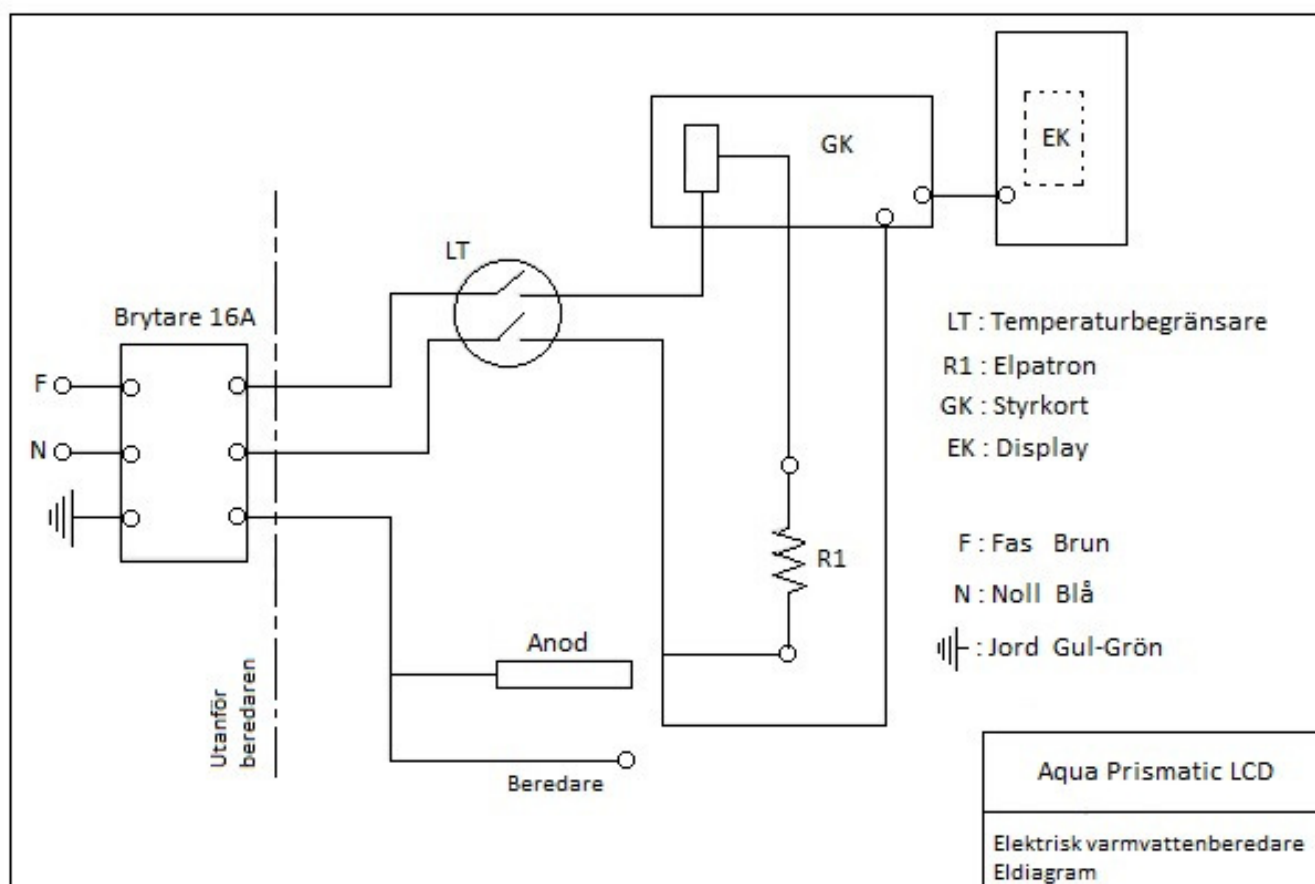 GK
EK
LT
Brytare 16A
F
N
LT : Temperaturbegränsare
R1 : Elpatron
GK : Styrkort
EK : Display
R1
F : Fas Brun
N : Noll Blå
: Jord Gul-Grön
Anod
Utanför
beredaren
Beredare
Aqua Prismatic LCD
Elektrisk varmvattenberedare
Eldiagram